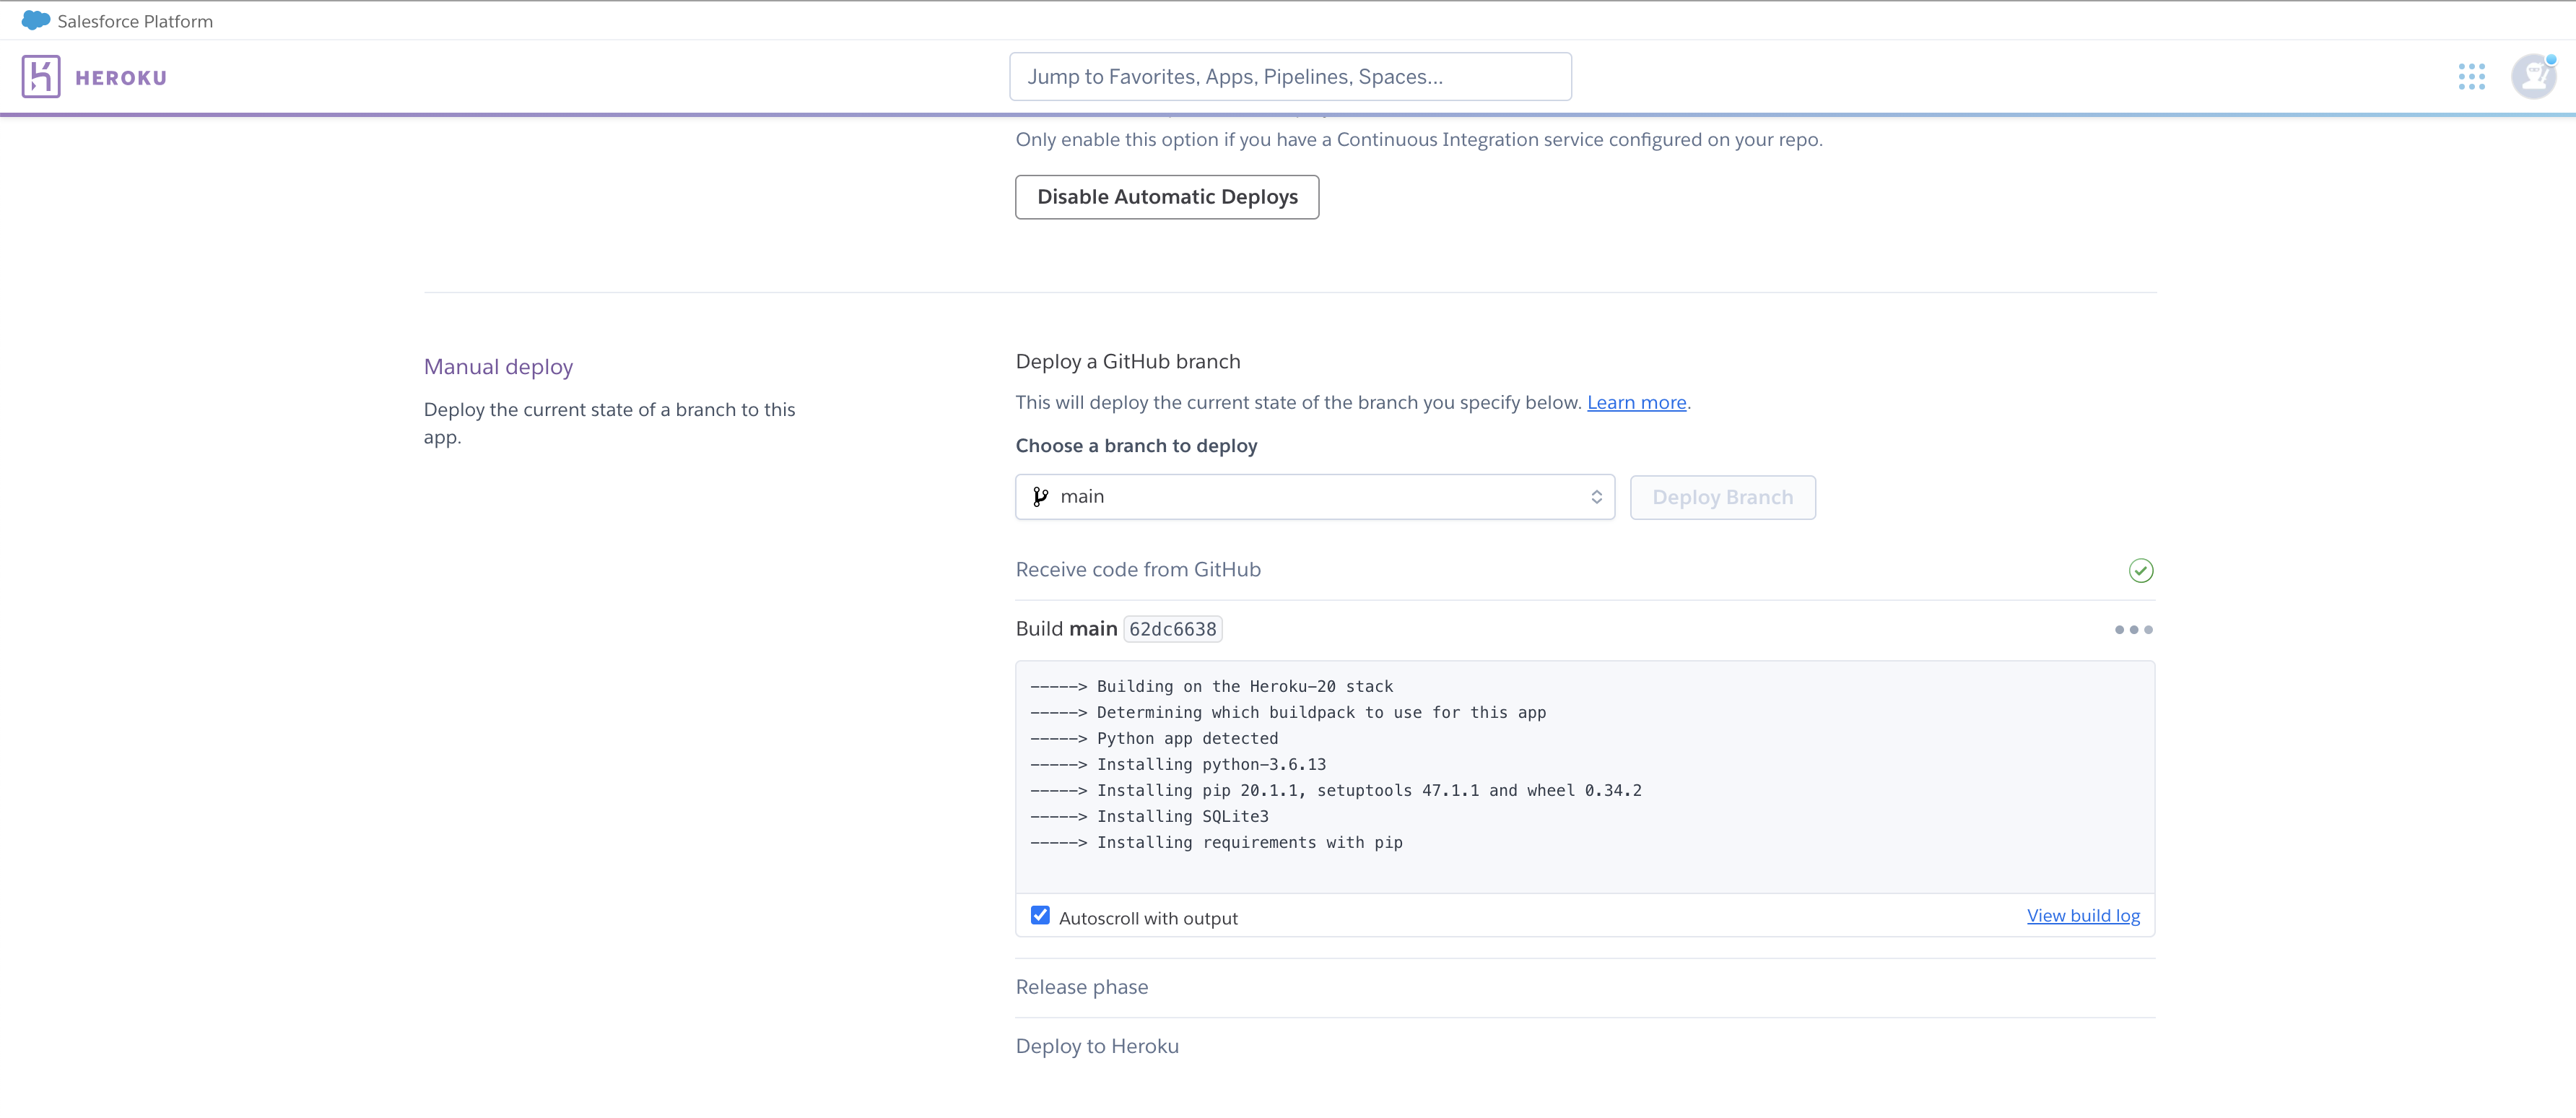 Salesforce Platform
HEROKU
Jump to Favorites, Apps, Pipelines, Spaces...
Only enable this option if you have a Continuous Integration service configured on your repo.
Disable Automatic Deploys
Manual deploy
Deploy the current state of a branch to this
app.
Deploy a GitHub branch
This will deploy the current state of the branch you specify below. Learn more.
Choose a branch to deploy
main
Deploy Branch
Receive code from GitHub
Build main 62dc6638
-----> Building on the Heroku-20 stack
-----> Determining which buildpack to use for this app
-----> Python app detected
-----> Installing python-3.6.13
-----> Installing pip 20.1.1, setuptools 47.1.1 and wheel 0.34.2
-----> Installing SQLite3
-----> Installing requirements with pip
Autoscroll with output
View build log
Release phase
Deploy to Heroku